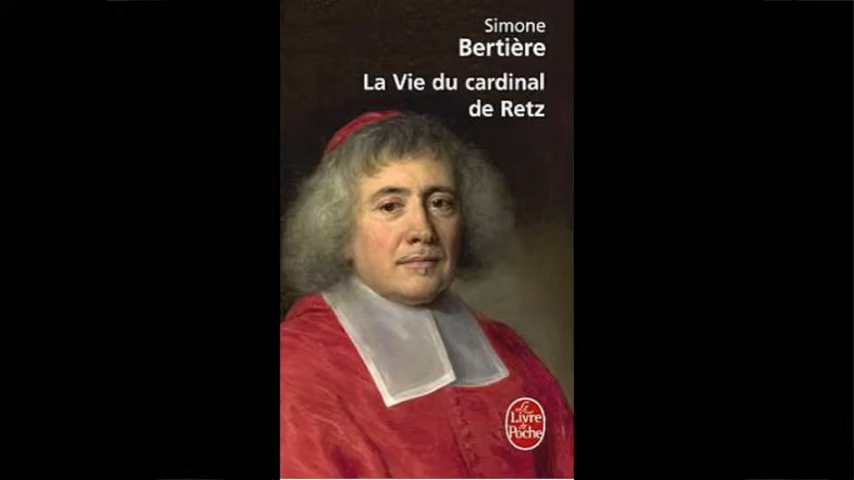 Simone
Bertière
La Vie du cardinal
de Retz
Le
Livre
de
Poche